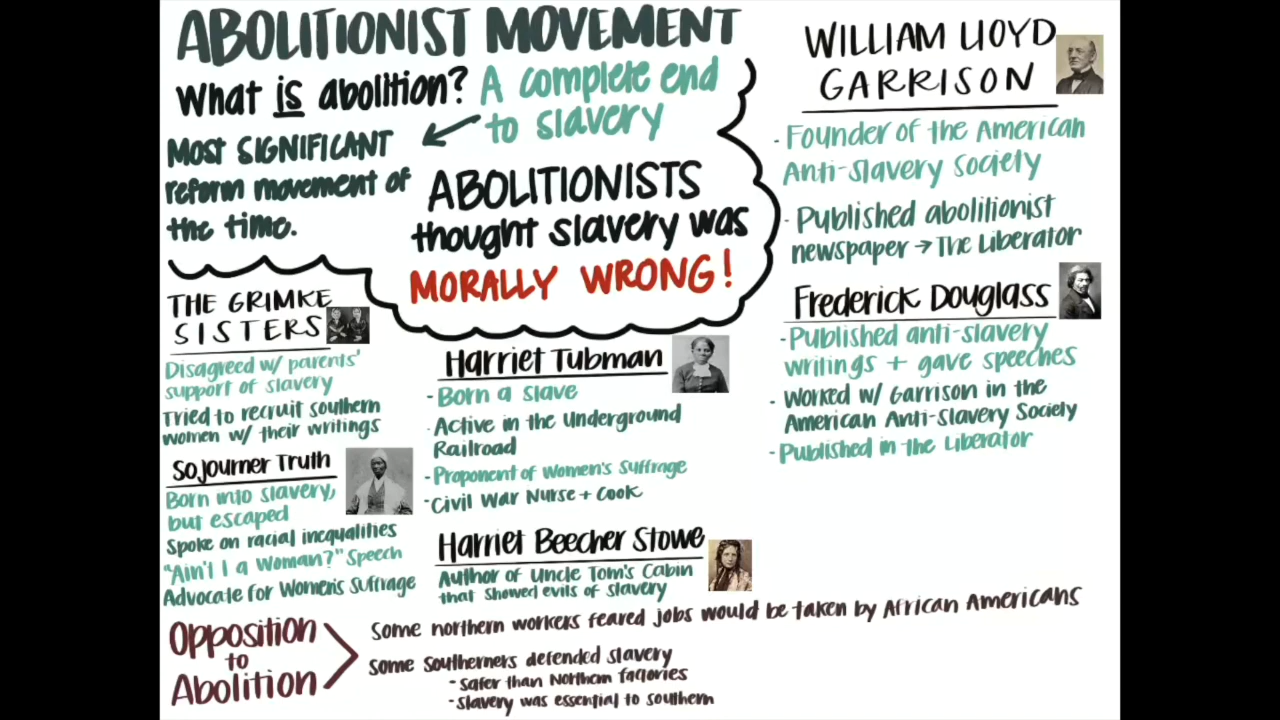 ABOLITIONIST MOVEMENT
What is abolition? A complete end
to slavery
MOST SIGNIFICANT
reform movement of
the time.
ABOLITIONISTS
thought slavery was
MORALLY WRONG!
THE GRIMKE
SISTERS
Disagreed w/ parents'
support of slavery
Tried to recruit southern
women w/ their writings
Sojourner Truth
Born into slavery,
but escaped
Spoke on racial inequalities
"Ain't I a Woman?" Speech
Advocate for Women's Suffrage
Harriet Tubman
- Born a slave
- Active in the Underground
Railroad
- Proponent of Women's Suffrage
- Civil War Nurse + Cook
Harriet Beecher Stowe
Author of Uncle Tom's Cabin
that showed evils of slavery
WILLIAM LLOYD
GARRISON
- Founder of the American
Anti-slavery society
- Published abolitionist
newspaper → The Liberator
Frederick Douglass
- Published anti-slavery
writings + gave speeches
- Worked w/ Garrison in the
American Anti-Slavery Society
- Published in the Liberator
Opposition
to
Abolition
Some northern workers feared jobs would be taken by African Americans
Some Southerners defended slavery
- Safer than Northern factories
- Slavery was essential to southern